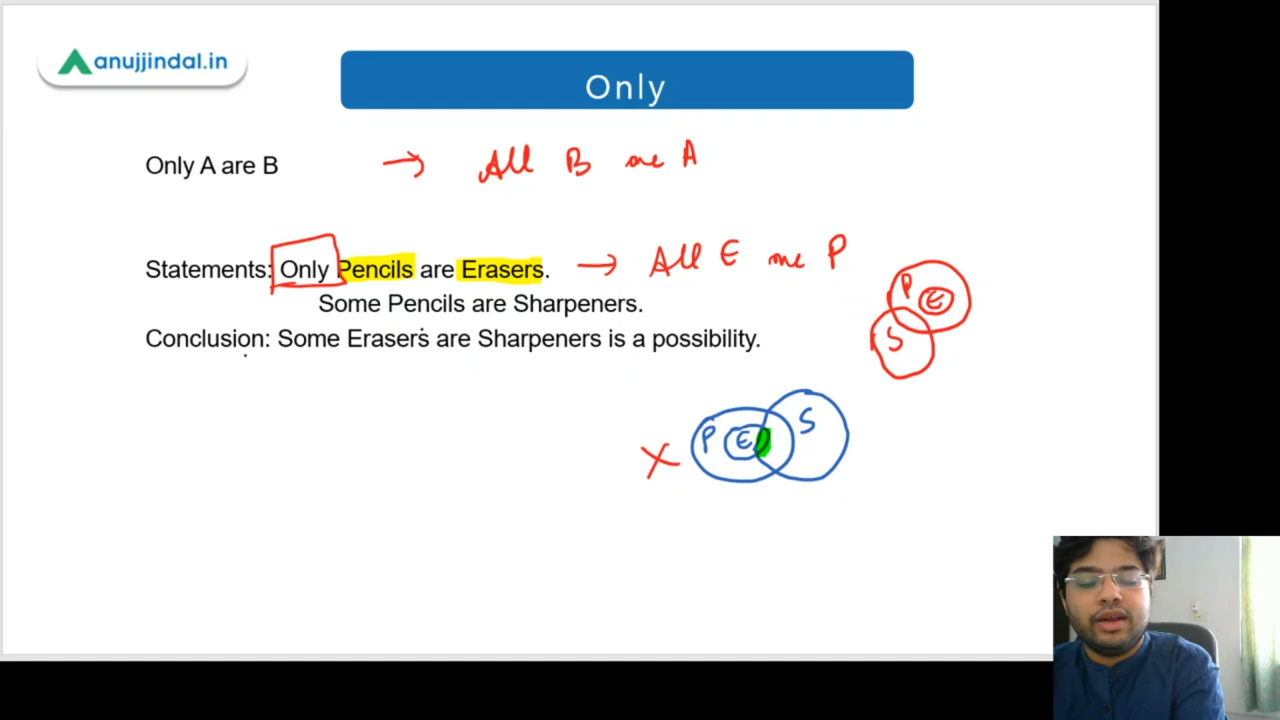 anujjindal.in
Only
Only A are B → All B are A
Statements: Only Pencils are Erasers. → All E are P
Some Pencils are Sharpeners.
Conclusion: Some Erasers are Sharpeners is a possibility.
P E
S
P E S
X